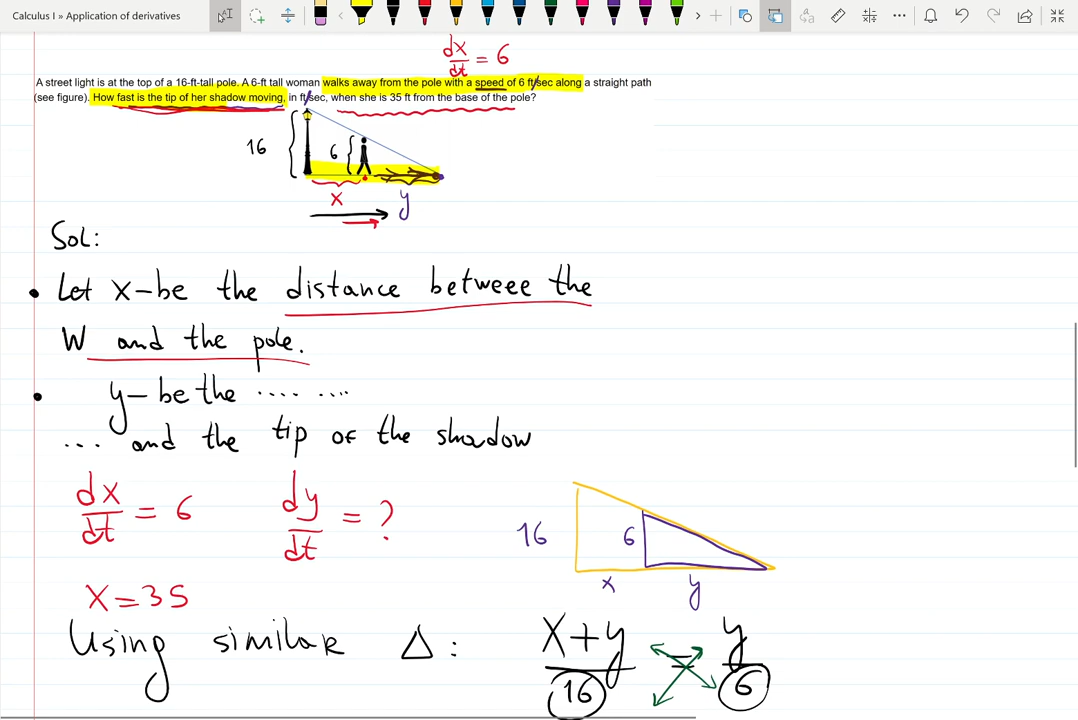 Calculus I » Application of derivatives
dx/dt = 6
A street light is at the top of a 16-ft-tall pole. A 6-ft tall woman walks away from the pole with a speed of 6 ft/sec along a straight path
(see figure). How fast is the tip of her shadow moving, in ft/sec, when she is 35 ft from the base of the pole?
16
6
x
y
Sol:
• Let x-be the distance betweee the
W and the pole.
• y- be the .... ...
... and the tip of the shadow
dx/dt = 6 dy/dt = ?
16 6
x y
x=35
Using similar Δ: x+y/16 = y/6